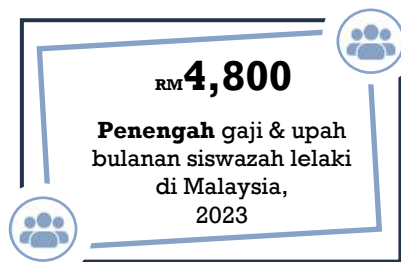 RM4,800
Penengah gaji & upah
bulanan siswazah lelaki
di Malaysia,
2023